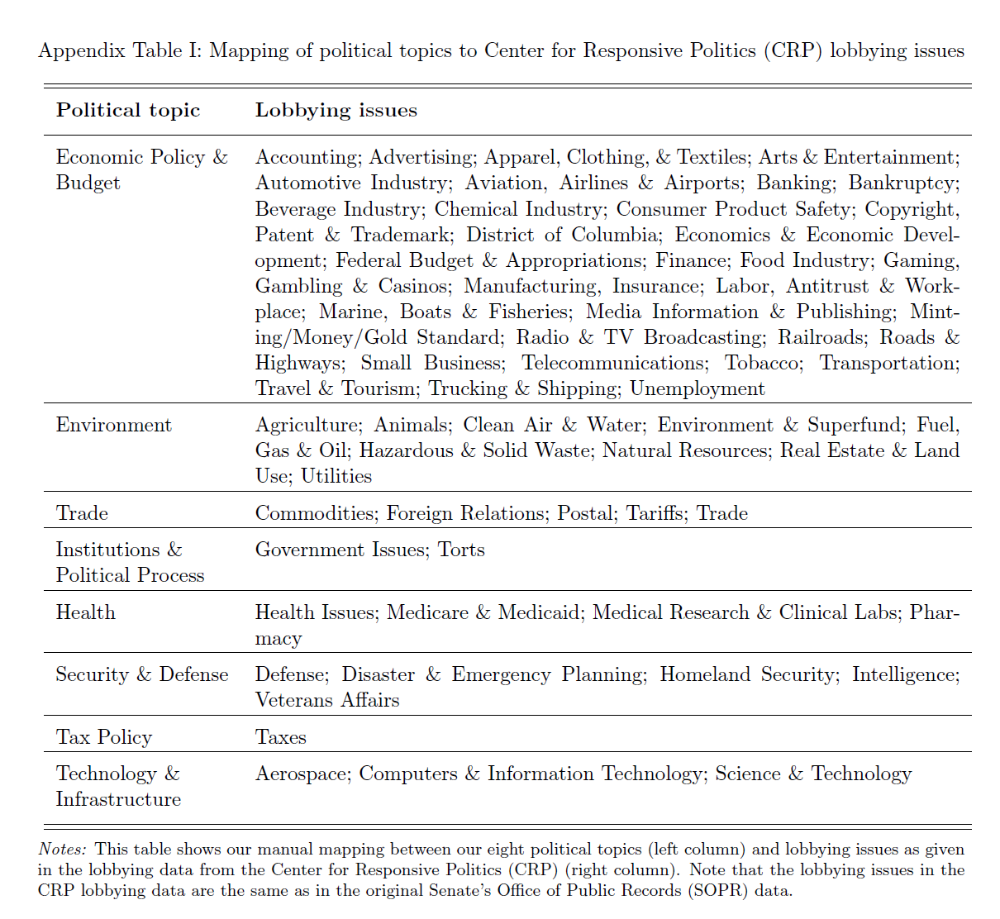 Appendix Table I: Mapping of political topics to Center for Responsive Politics (CRP) lobbying issues
Political topic Lobbying issues
Economic Policy & Accounting; Advertising; Apparel, Clothing, & Textiles; Arts & Entertainment;
Budget Automotive Industry; Aviation, Airlines & Airports; Banking; Bankruptcy;
Beverage Industry; Chemical Industry; Consumer Product Safety; Copyright,
Patent & Trademark; District of Columbia; Economics & Economic Devel-
opment; Federal Budget & Appropriations; Finance; Food Industry; Gaming,
Gambling & Casinos; Manufacturing, Insurance; Labor, Antitrust & Work-
place; Marine, Boats & Fisheries; Media Information & Publishing; Mint-
ing/Money/Gold Standard; Radio & TV Broadcasting; Railroads; Roads &
Highways; Small Business; Telecommunications; Tobacco; Transportation;
Travel & Tourism; Trucking & Shipping; Unemployment
Environment Agriculture; Animals; Clean Air & Water; Environment & Superfund; Fuel,
Gas & Oil; Hazardous & Solid Waste; Natural Resources; Real Estate & Land
Use; Utilities
Trade Commodities; Foreign Relations; Postal; Tariffs; Trade
Institutions & Government Issues; Torts
Political Process
Health Health Issues; Medicare & Medicaid; Medical Research & Clinical Labs; Phar-
macy
Security & Defense Defense; Disaster & Emergency Planning; Homeland Security; Intelligence;
Veterans Affairs
Tax Policy Taxes
Technology & Aerospace; Computers & Information Technology; Science & Technology
Infrastructure
Notes: This table shows our manual mapping between our eight political topics (left column) and lobbying issues as given
in the lobbying data from the Center for Responsive Politics (CRP) (right column). Note that the lobbying issues in the
CRP lobbying data are the same as in the original Senate's Office of Public Records (SOPR) data.